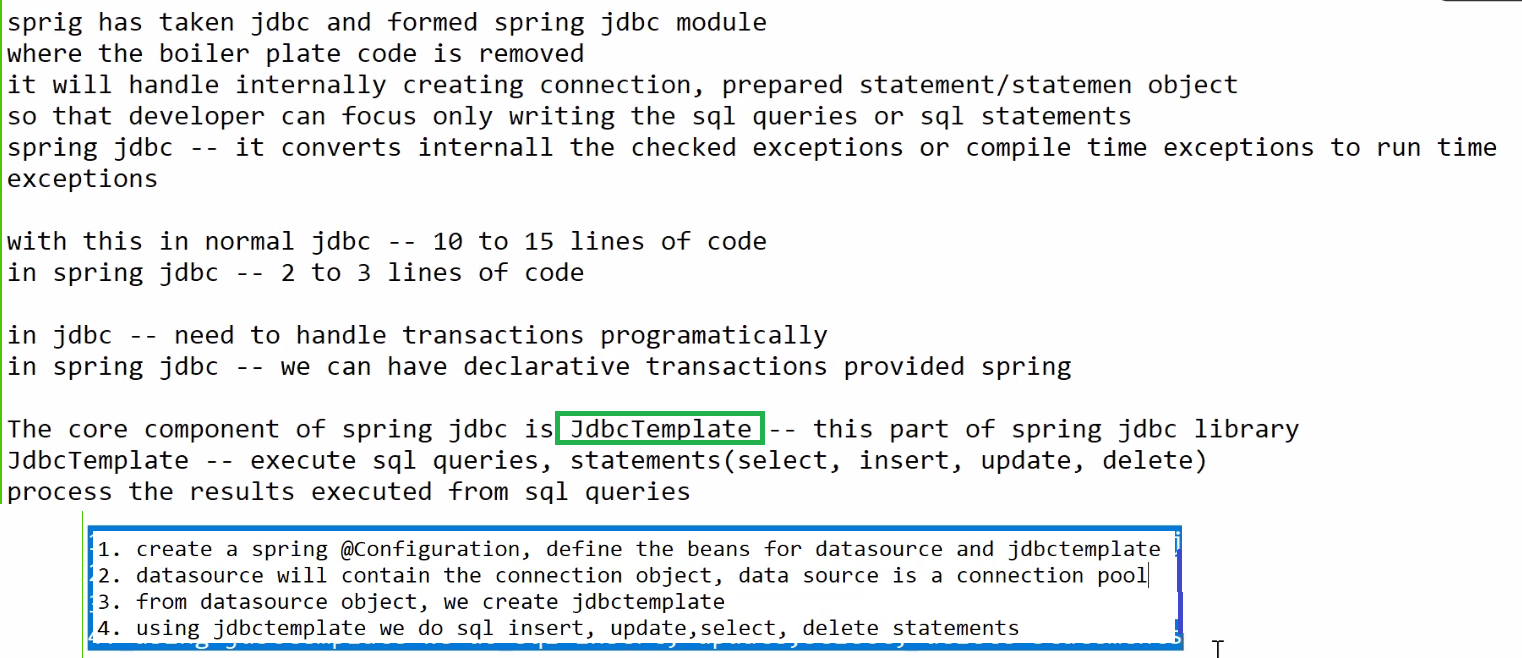 sprig has taken jdbc and formed spring jdbc module
where the boiler plate code is removed
it will handle internally creating connection, prepared statement/statemen object
so that developer can focus only writing the sql queries or sql statements
spring jdbc -- it converts internall the checked exceptions or compile time exceptions to run time
exceptions
with this in normal jdbc -- 10 to 15 lines of code
in spring jdbc -- 2 to 3 lines of code
in jdbc -- need to handle transactions programatically
in spring jdbc -- we can have declarative transactions provided spring
The core component of spring jdbc is JdbcTemplate -- this part of spring jdbc library
JdbcTemplate -- execute sql queries, statements(select, insert, update, delete)
process the results executed from sql queries
1. create a spring @Configuration, define the beans for datasource and jdbctemplate
2. datasource will contain the connection object, data source is a connection pool
3. from datasource object, we create jdbctemplate
4. using jdbctemplate we do sql insert, update,select, delete statements